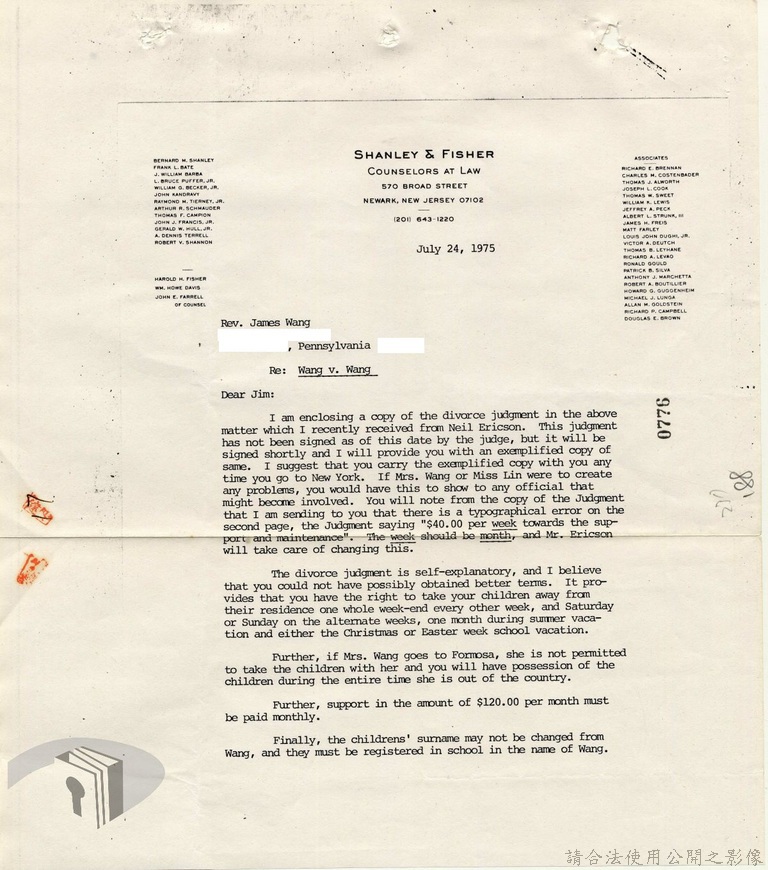 SHANLEY & FISHER
COUNSELORS AT LAW
570 BROAD STREET
NEWARK, NEW JERSEY 07102
(201) 643-1220
BERNARD M. SHANLEY
FRANK L. BATE
J. WILLIAM BARBA
L. BRUCE PUFFER, JR.
WILLIAM G. BECKER, JR.
JOHN KANDRAVY
RAYMOND M. TIERNEY, JR.
ARTHUR R. SCHMAUDER
THOMAS F. CAMPION
JOHN J. FRANCIS, JR.
GERALD W. HULL, JR.
A. DENNIS TERRELL
ROBERT V. SHANNON
HAROLD H. FISHER
WM. HOWE DAVIS
JOHN E. FARRELL
OF COUNSEL
ASSOCIATES
RICHARD E. BRENNAN
CHARLES M. COSTENBADER
THOMAS J. ALWORTH
JOSEPH L. COOK
THOMAS W. SWEET
WILLIAM K. LEWIS
JEFFREY A. PECK
ALBERT L. STRUNK, III
JAMES H. FREIS
MATT FARLEY
LOUIS JOHN DUGHI, JR.
VICTOR A. DEUTCH
THOMAS B. LEYHANE
RICHARD A. LEVAO
RONALD GOULD
PATRICK B. SILVA
ANTHONY J. MARCHETTA
ROBERT A. BOUTILLIER
HOWARD G. GUGGENHEIM
MICHAEL J. LUNGA
ALLAN M. GOLDSTEIN
RICHARD P. CAMPBELL
DOUGLAS E. BROWN
July 24, 1975
Rev. James Wang
, Pennsylvania
Re: Wang v. Wang
Dear Jim:
I am enclosing a copy of the divorce judgment in the above
matter which I recently received from Neil Ericson. This judgment
has not been signed as of this date by the judge, but it will be
signed shortly and I will provide you with an exemplified copy of
same. I suggest that you carry the exemplified copy with you any
time you go to New York. If Mrs. Wang or Miss Lin were to create
any problems, you would have this to show to any official that
might become involved. You will note from the copy of the Judgment
that I am sending to you that there is a typographical error on the
second page, the Judgment saying "$40.00 per week towards the sup-
port and maintenance". The week should be month, and Mr. Ericson
will take care of changing this.
The divorce judgment is self-explanatory, and I believe
that you could not have possibly obtained better terms. It pro-
vides that you have the right to take your children away from
their residence one whole week-end every other week, and Saturday
or Sunday on the alternate weeks, one month during summer vaca-
tion and either the Christmas or Easter week school vacation.
Further, if Mrs. Wang goes to Formosa, she is not permitted
to take the children with her and you will have possession of the
children during the entire time she is out of the country.
Further, support in the amount of $120.00 per month must
be paid monthly.
Finally, the childrens' surname may not be changed from
Wang, and they must be registered in school in the name of Wang.
0776
'88
請合法使用公開之影像